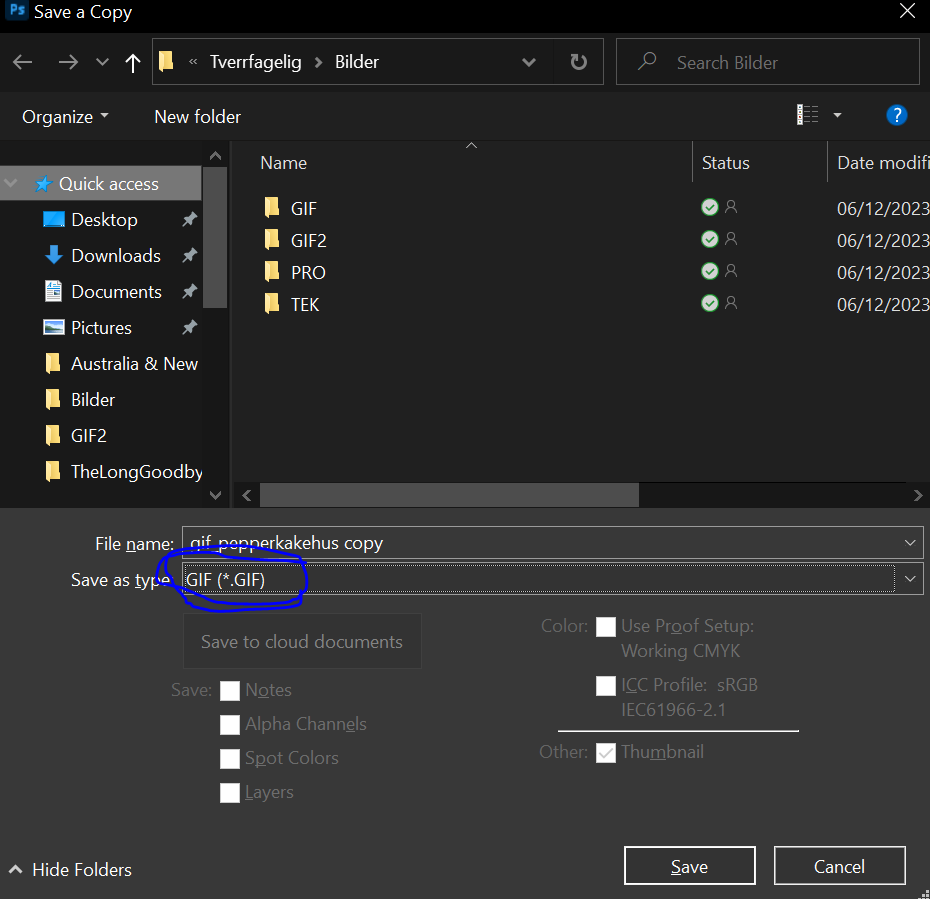 Ps Save a Copy
« Tverrfagelig > Bilder
Search Bilder
Organize
New folder
?
Name
Status
Date modifi
Quick access
Desktop
Downloads
Documents
Pictures
Australia & New
Bilder
GIF2
TheLongGoodby
GIF
06/12/2023
GIF2
06/12/2023
PRO
06/12/2023
TEK
06/12/2023
File name: gif_pepperkakehus copy
Save as type: GIF (*.GIF)
Save to cloud documents
Save:
Notes
Alpha Channels
Spot Colors
Layers
Color:
Use Proof Setup:
Working CMYK
ICC Profile: sRGB
IEC61966-2.1
Other:
Thumbnail
Hide Folders
Save
Cancel